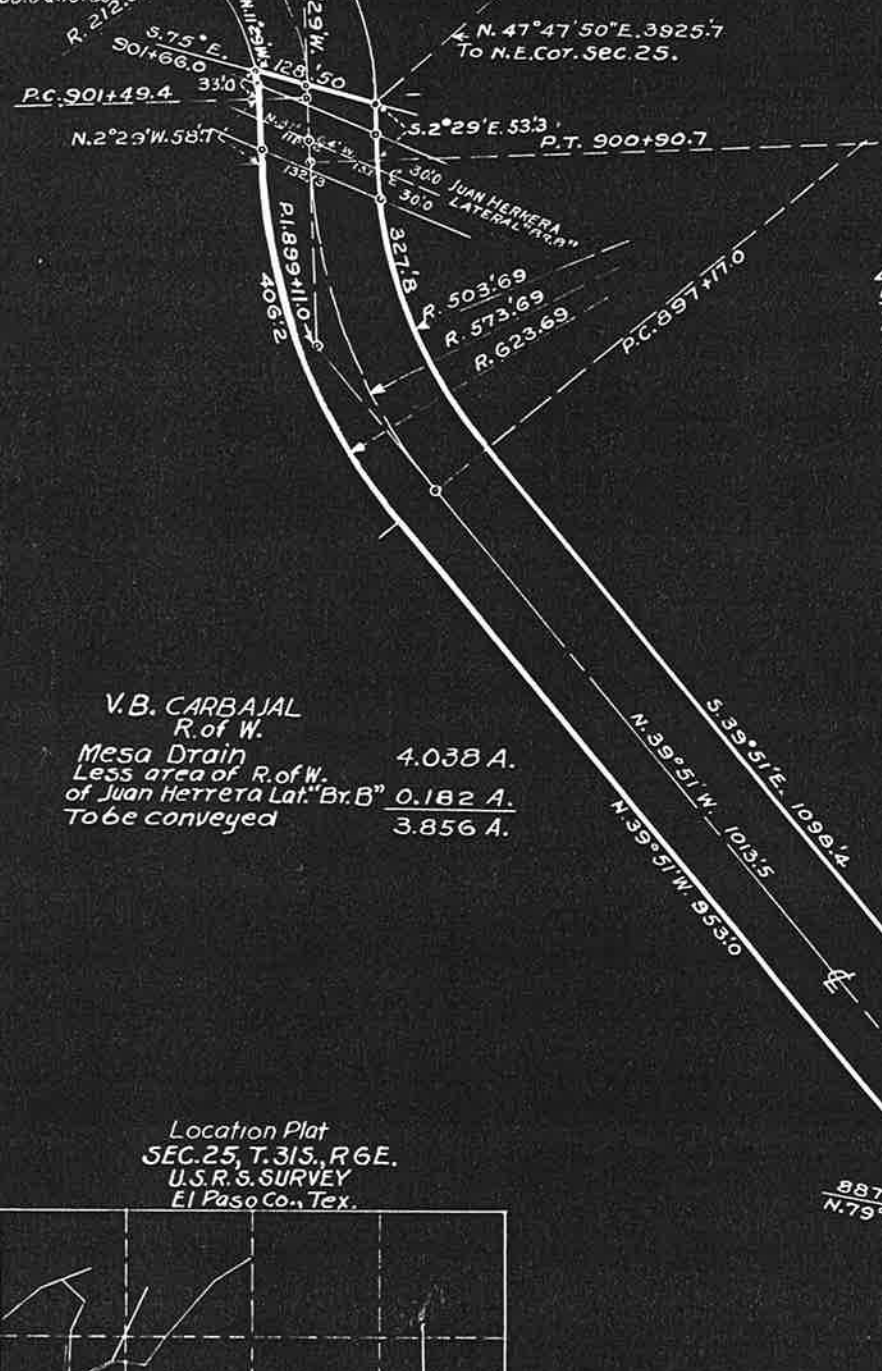 R. 212.
N. 47°47'50"E. 3925.'7
To N.E.Cor. Sec. 25.
S. 75° E.
901+66.0
N.11°29'W.
29'W.
128.'50
33.'0
P.C. 901+49.4
S.2°29'E. 53.'3
N. 2°29'W. 58.'7
P.T. 900+90.7
30.'0 JUAN HERRERA
LATERAL "BR.B"
30.'0
132.'13
P.I. 899+11.0
327.'8
406.'2
R. 503.'69
R. 573.'69
R. 623.69
P.C. 897+17.0
V. B. CARBAJAL
R. of W.
Mesa Drain 4.038 A.
Less area of R. of W.
of Juan Herrera Lat. "Br. B" 0.182 A.
To be conveyed 3.856 A.
S. 39°51'E. 1098.'4
N. 39°51'W. 1013.'5
N. 39°51'W. 953.'0
Location Plat
SEC. 25, T. 31S., R 6E.
U.S.R.S. SURVEY
El Paso Co., Tex.
887
N. 79°